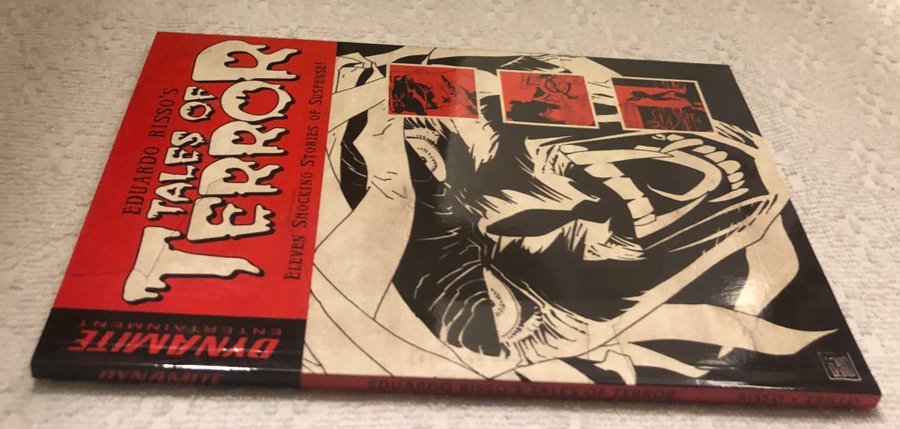 EDUARDO RISSO'S
TALES OF
TERROR
ELEVEN SHOCKING STORIES OF SUSPENSE!
DYNAMITE
ENTERTAINMENT
DYNAMITE
EDUARDO RISSO'S TALES OF TERROR
RISSO • TRILLO